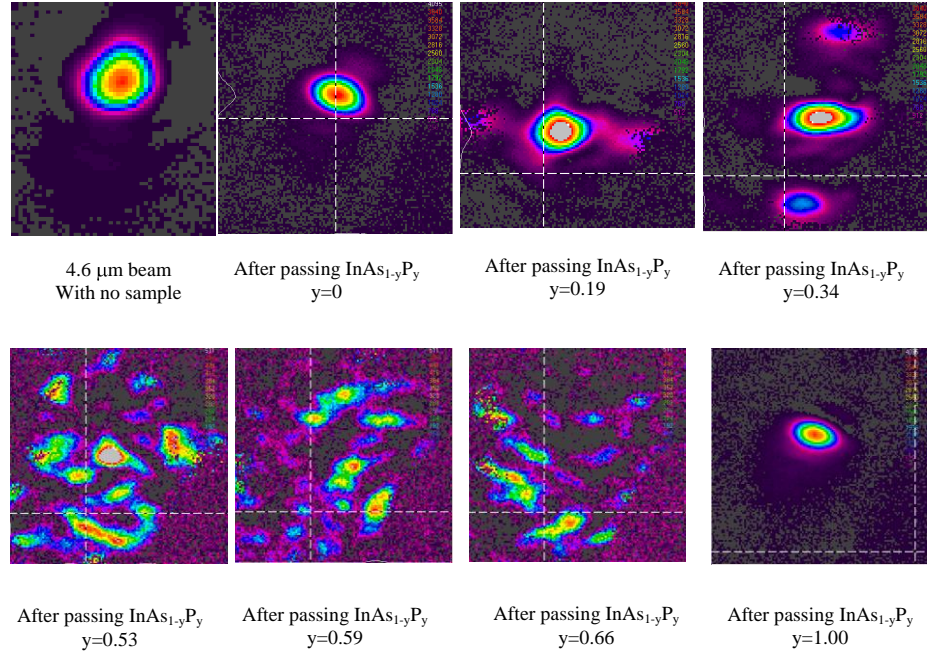 4.6 μm beam
With no sample
After passing InAs1-yPy
y=0
After passing InAs1-yPy
y=0.19
After passing InAs1-yPy
y=0.34
After passing InAs1-yPy
y=0.53
After passing InAs1-yPy
y=0.59
After passing InAs1-yPy
y=0.66
After passing InAs1-yPy
y=1.00